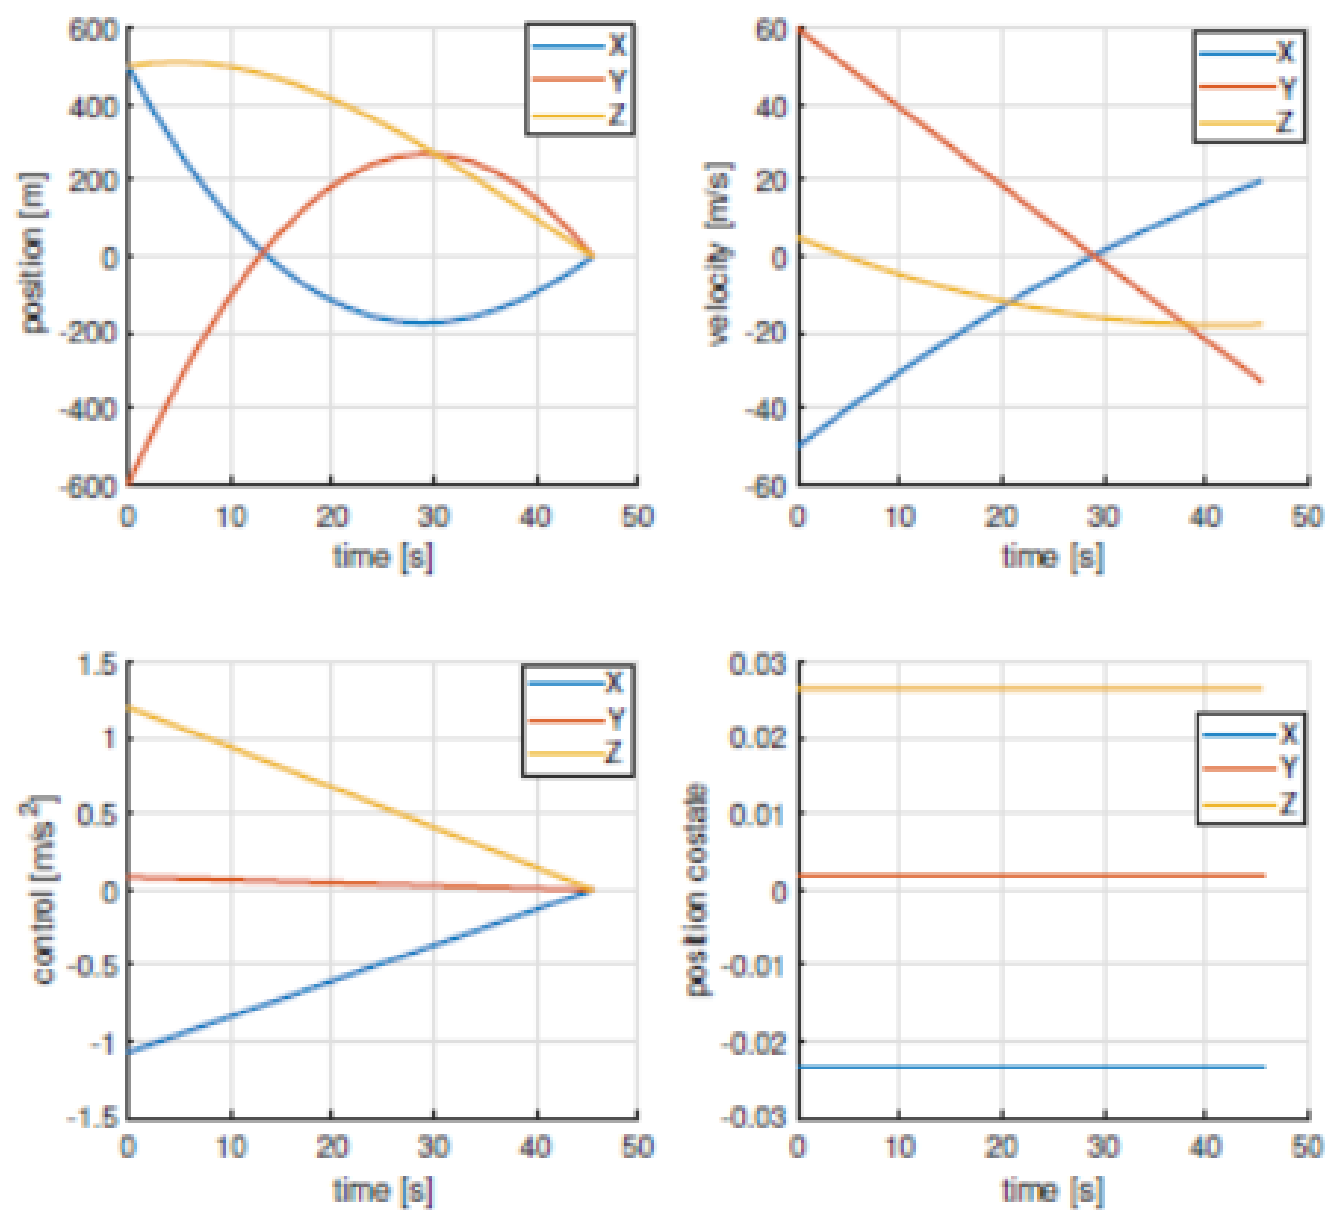 600
400
200
0
-200
-400
-600
position [m]
0 10 20 30 40 50
time [s]
X
Y
Z
60
40
20
0
-20
-40
-60
velocity [m/s]
0 10 20 30 40 50
time [s]
X
Y
Z
1.5
1
0.5
0
-0.5
-1
-1.5
control [m/s²]
0 10 20 30 40 50
time [s]
X
Y
Z
0.03
0.02
0.01
0
-0.01
-0.02
-0.03
position costate
0 10 20 30 40 50
time [s]
X
Y
Z